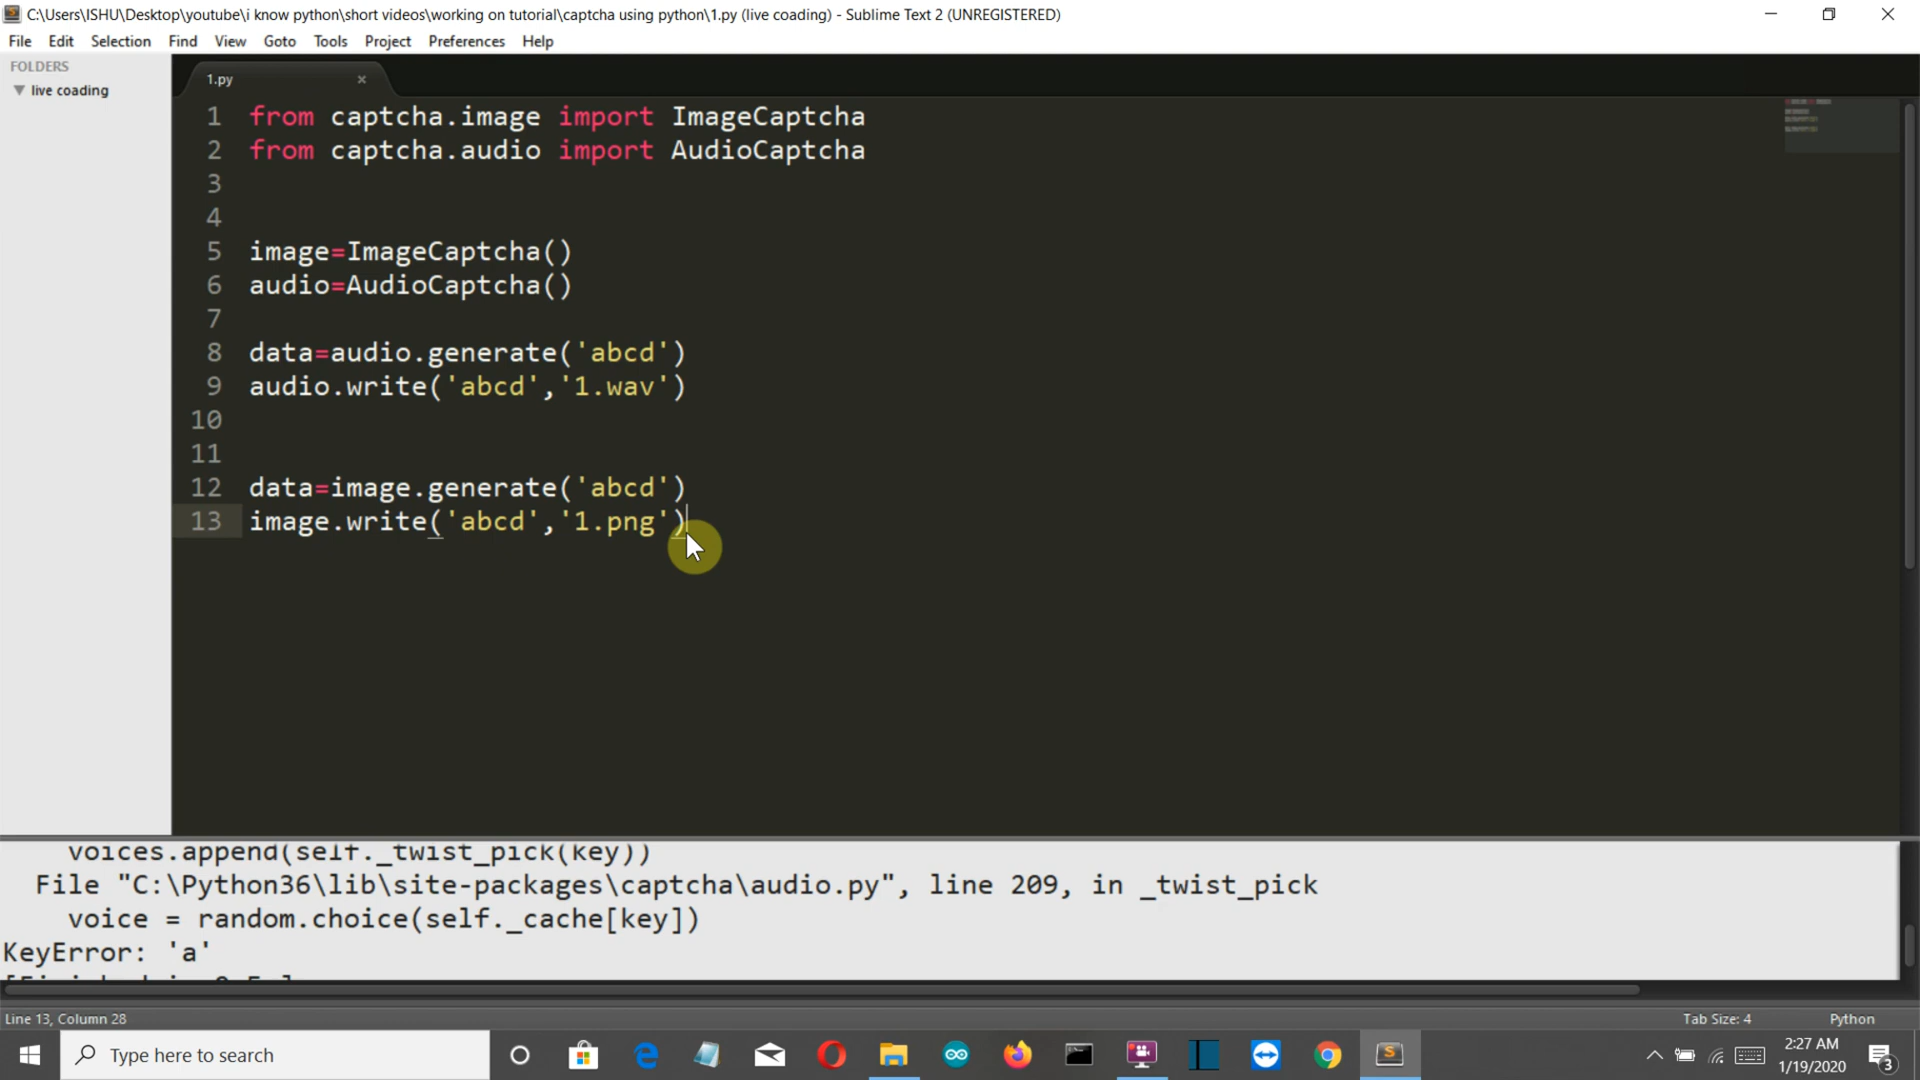 C:\Users\ISHU\Desktop\youtube\i know python\short videos\working on tutorial\captcha using python\1.py (live coading) - Sublime Text 2 (UNREGISTERED)
File Edit Selection Find View Goto Tools Project Preferences Help
FOLDERS
live coading
1.py
1 from captcha.image import ImageCaptcha
2 from captcha.audio import AudioCaptcha
3
4
5 image=ImageCaptcha()
6 audio=AudioCaptcha()
7
8 data=audio.generate('abcd')
9 audio.write('abcd','1.wav')
10
11
12 data=image.generate('abcd')
13 image.write('abcd','1.png')
voices.append(self._twist_pick(key))
File "C:\Python36\lib\site-packages\captcha\audio.py", line 209, in _twist_pick
voice = random.choice(self._cache[key])
KeyError: 'a'
Line 13, Column 28
Tab Size: 4 Python
Type here to search
2:27 AM
1/19/2020
3